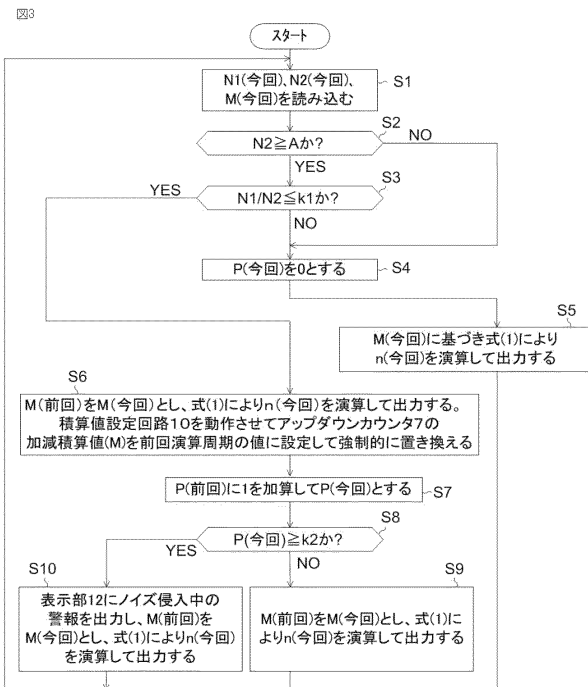 図3
スタート
N1(今回)、N2(今回)、
M(今回)を読み込む
S1
S2
N2≧Aか?
NO
YES
S3
YES
N1/N2≦k1か?
NO
P(今回)を0とする
S4
S5
M(今回)に基づき式(1)により
n(今回)を演算して出力する
S6
M(前回)をM(今回)とし、式(1)によりn(今回)を演算して出力する。
積算値設定回路10を動作させてアップダウンカウンタ7の
加減積算値(M)を前回演算周期の値に設定して強制的に置き換える
P(前回)に1を加算してP(今回)とする
S7
S8
P(今回)≧k2か?
YES
NO
S10
表示部12にノイズ侵入中の
警報を出力し、M(前回)を
M(今回)とし、式(1)によりn(今回)
を演算して出力する
S9
M(前回)をM(今回)とし、式(1)に
よりn(今回)を演算して出力する